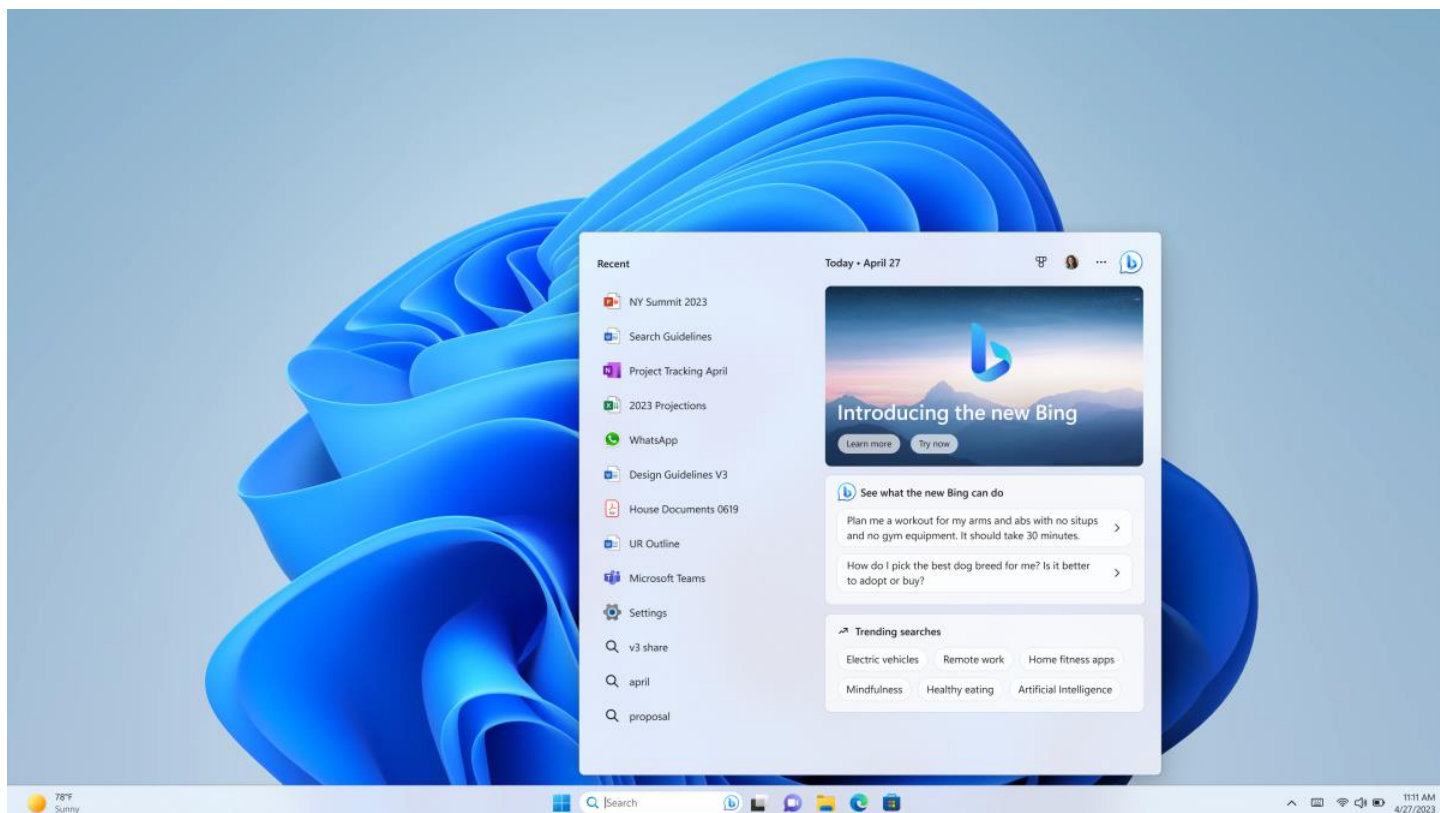 Recent
NY Summit 2023
Search Guidelines
Project Tracking April
2023 Projections
WhatsApp
Design Guidelines V3
House Documents 0619
UR Outline
Microsoft Teams
Settings
v3 share
april
proposal
Today • April 27
Introducing the new Bing
Learn more
Try now
See what the new Bing can do
Plan me a workout for my arms and abs with no situps
and no gym equipment. It should take 30 minutes.
How do I pick the best dog breed for me? Is it better
to adopt or buy?
Trending searches
Electric vehicles Remote work Home fitness apps
Mindfulness Healthy eating Artificial Intelligence
78°F
Sunny
Search
11:11 AM
4/27/2023